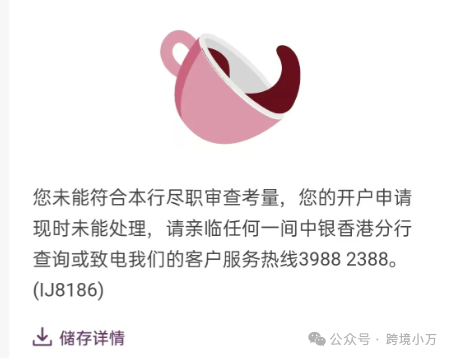 您未能符合本行尽职审查考量，您的开户申请
现时未能处理，请亲临任何一间中银香港分行
查询或致电我们的客户服务热线3988 2388。
(IJ8186)
储存详情
公众号 · 跨境小万